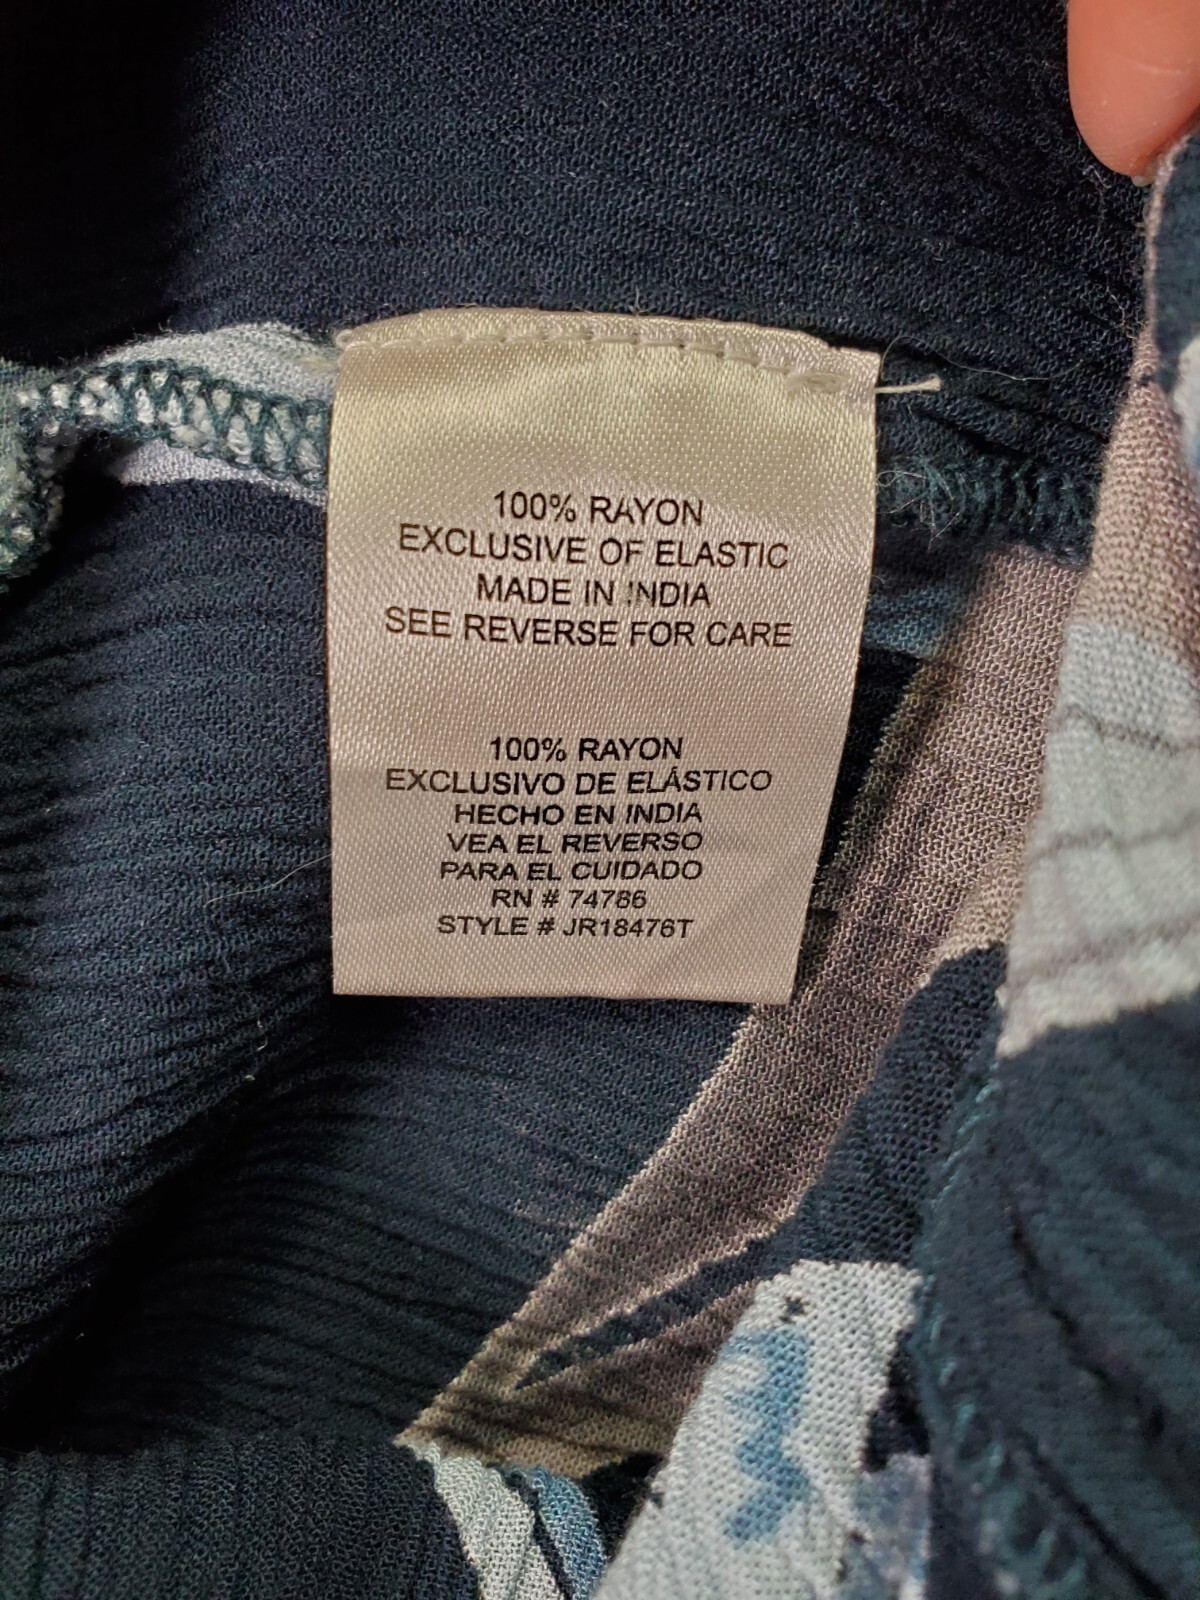 100% RAYON
EXCLUSIVE OF ELASTIC
MADE IN INDIA
SEE REVERSE FOR CARE
100% RAYON
EXCLUSIVO DE ELÁSTICO
HECHO EN INDIA
VEA EL REVERSO
PARA EL CUIDADO
RN # 74786
STYLE # JR18476T